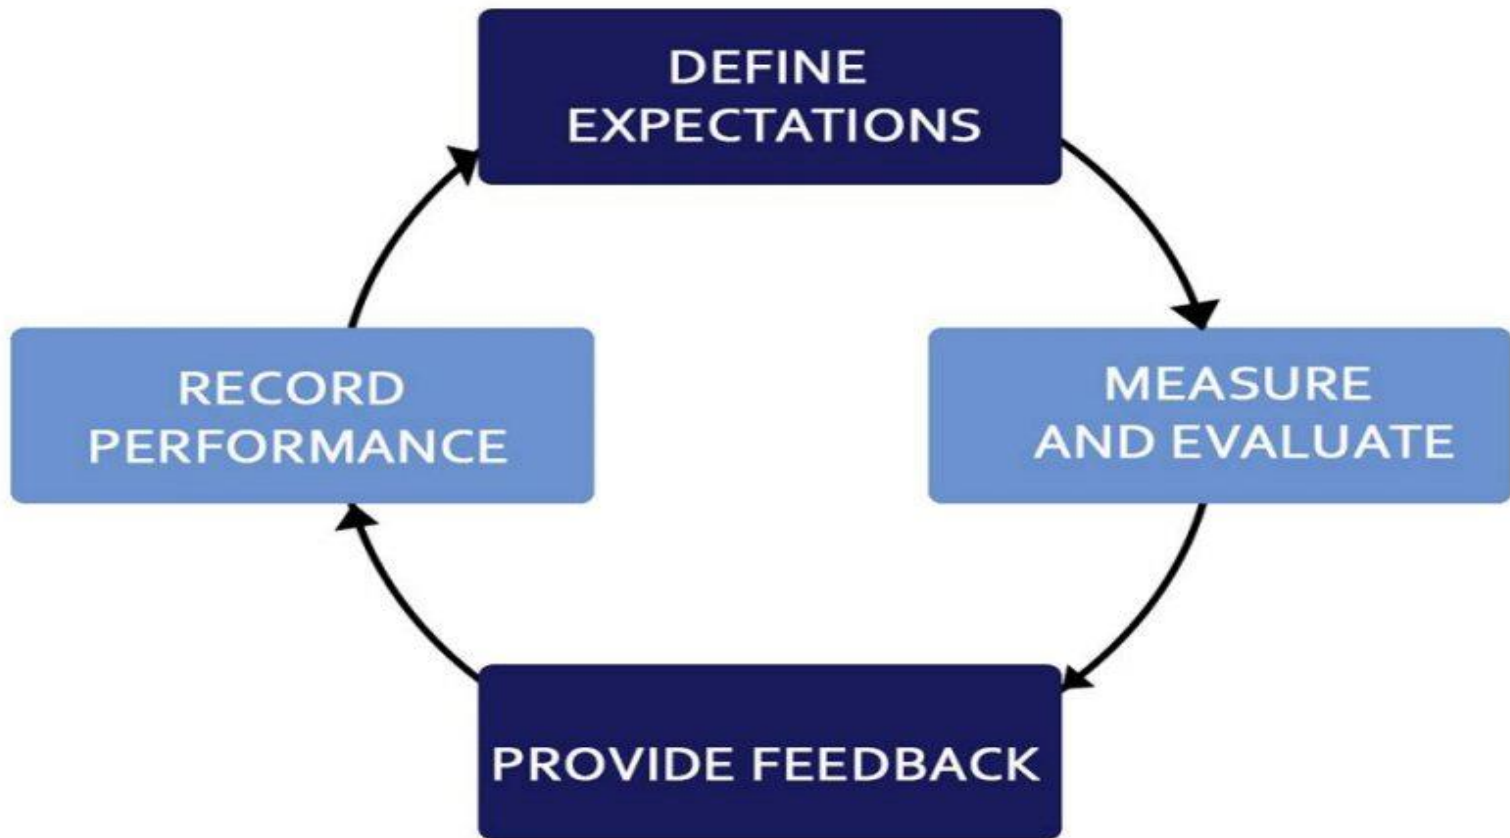 DEFINE
EXPECTATIONS
MEASURE
AND EVALUATE
PROVIDE FEEDBACK
RECORD
PERFORMANCE